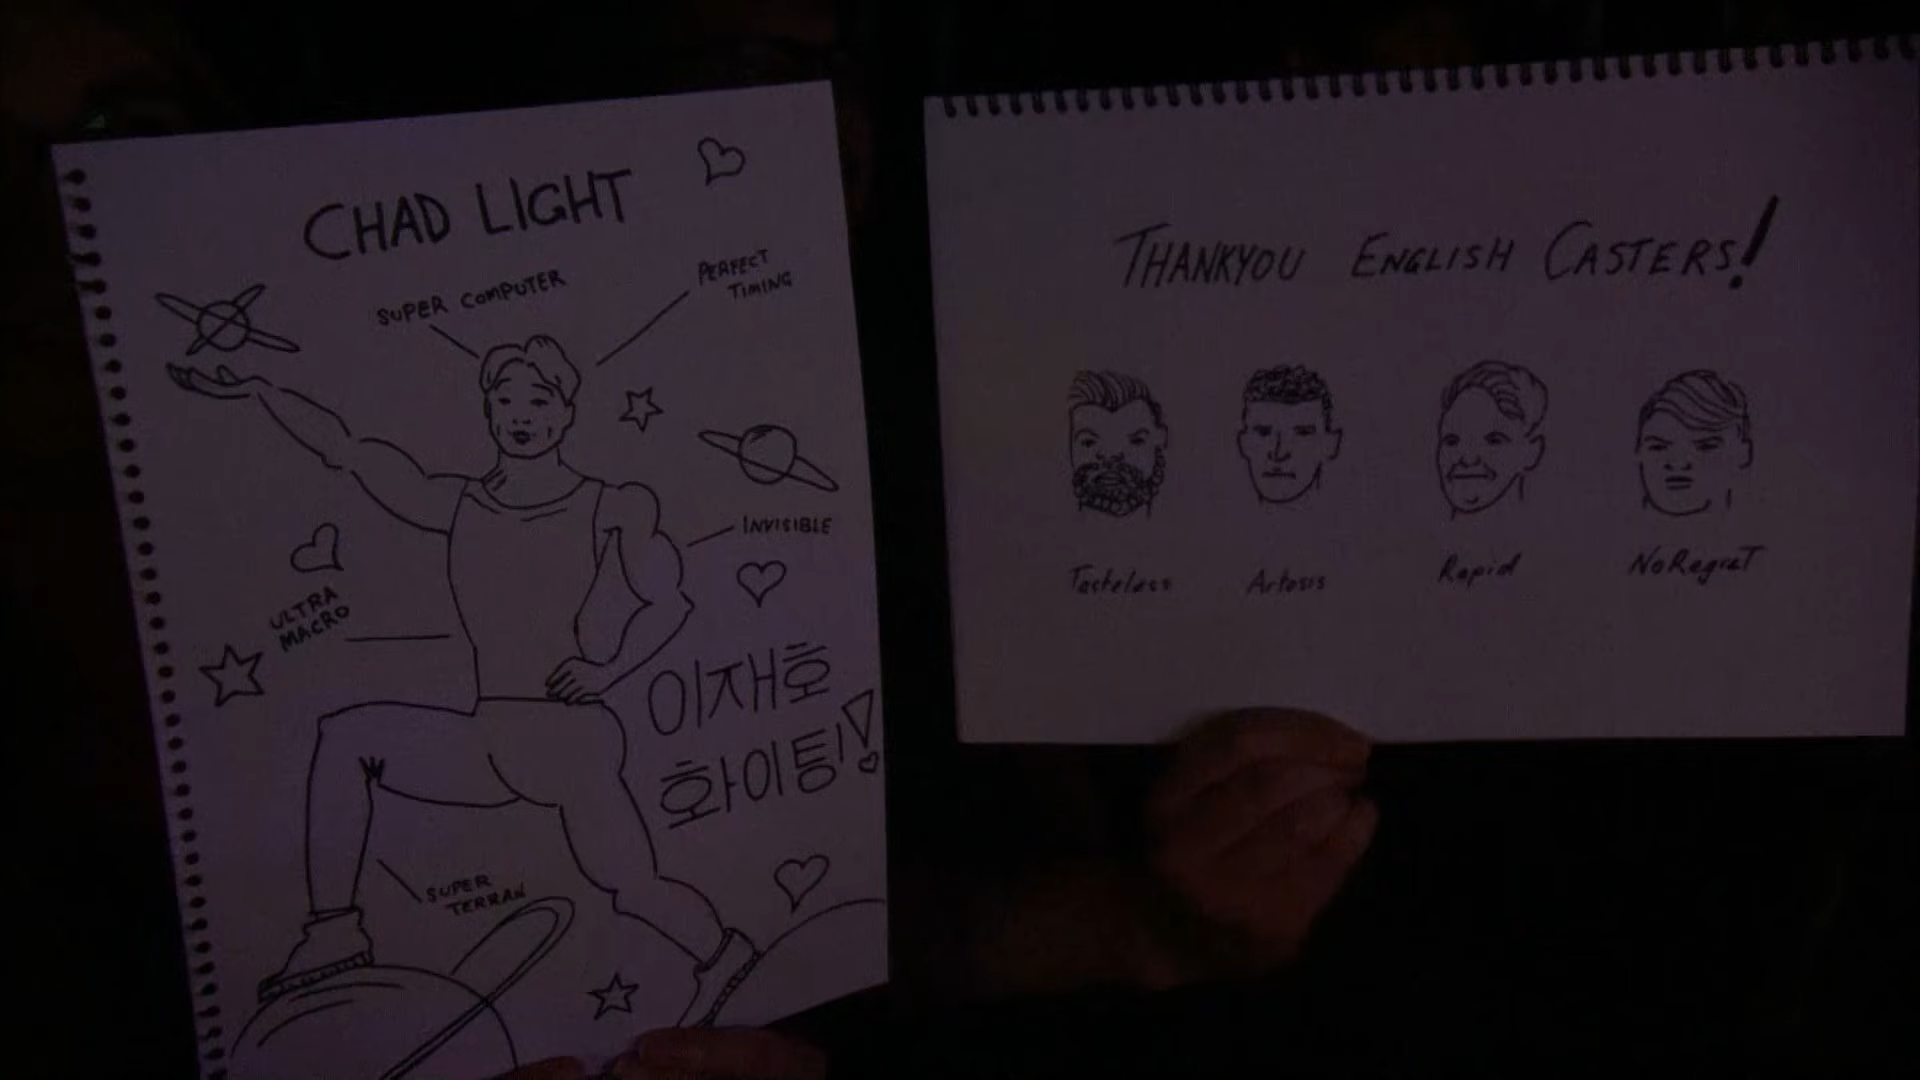 CHAD LIGHT
SUPER COMPUTER
PERFECT
TIMING
INVISIBLE
ULTRA
MACRO
이재호
화이팅!
SUPER
TERRAN
THANKYOU ENGLISH CASTERS!
Tasteless
Artosis
Rapid
NoRegreT